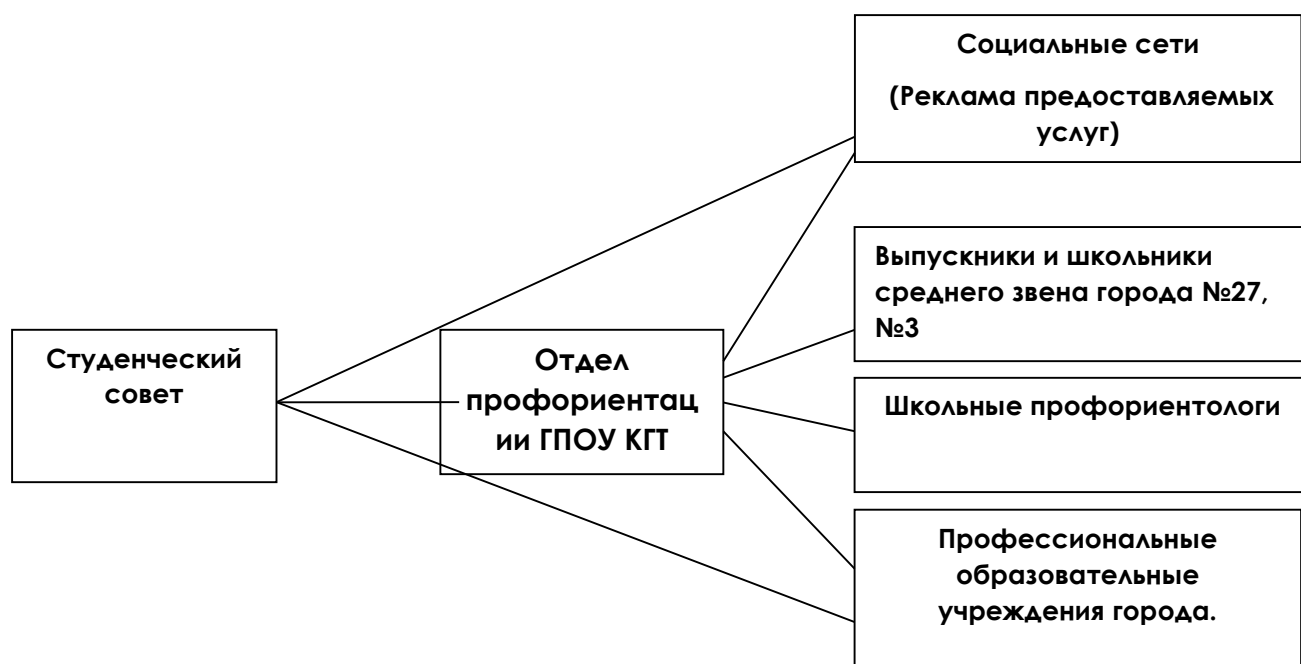 Социальные сети
(Реклама предоставляемых
услуг)
Выпускники и школьники
среднего звена города №27,
№3
Студенческий
совет
Отдел
профориентац
ии ГПОУ КГТ
Школьные профориентологи
Профессиональные
образовательные
учреждения города.